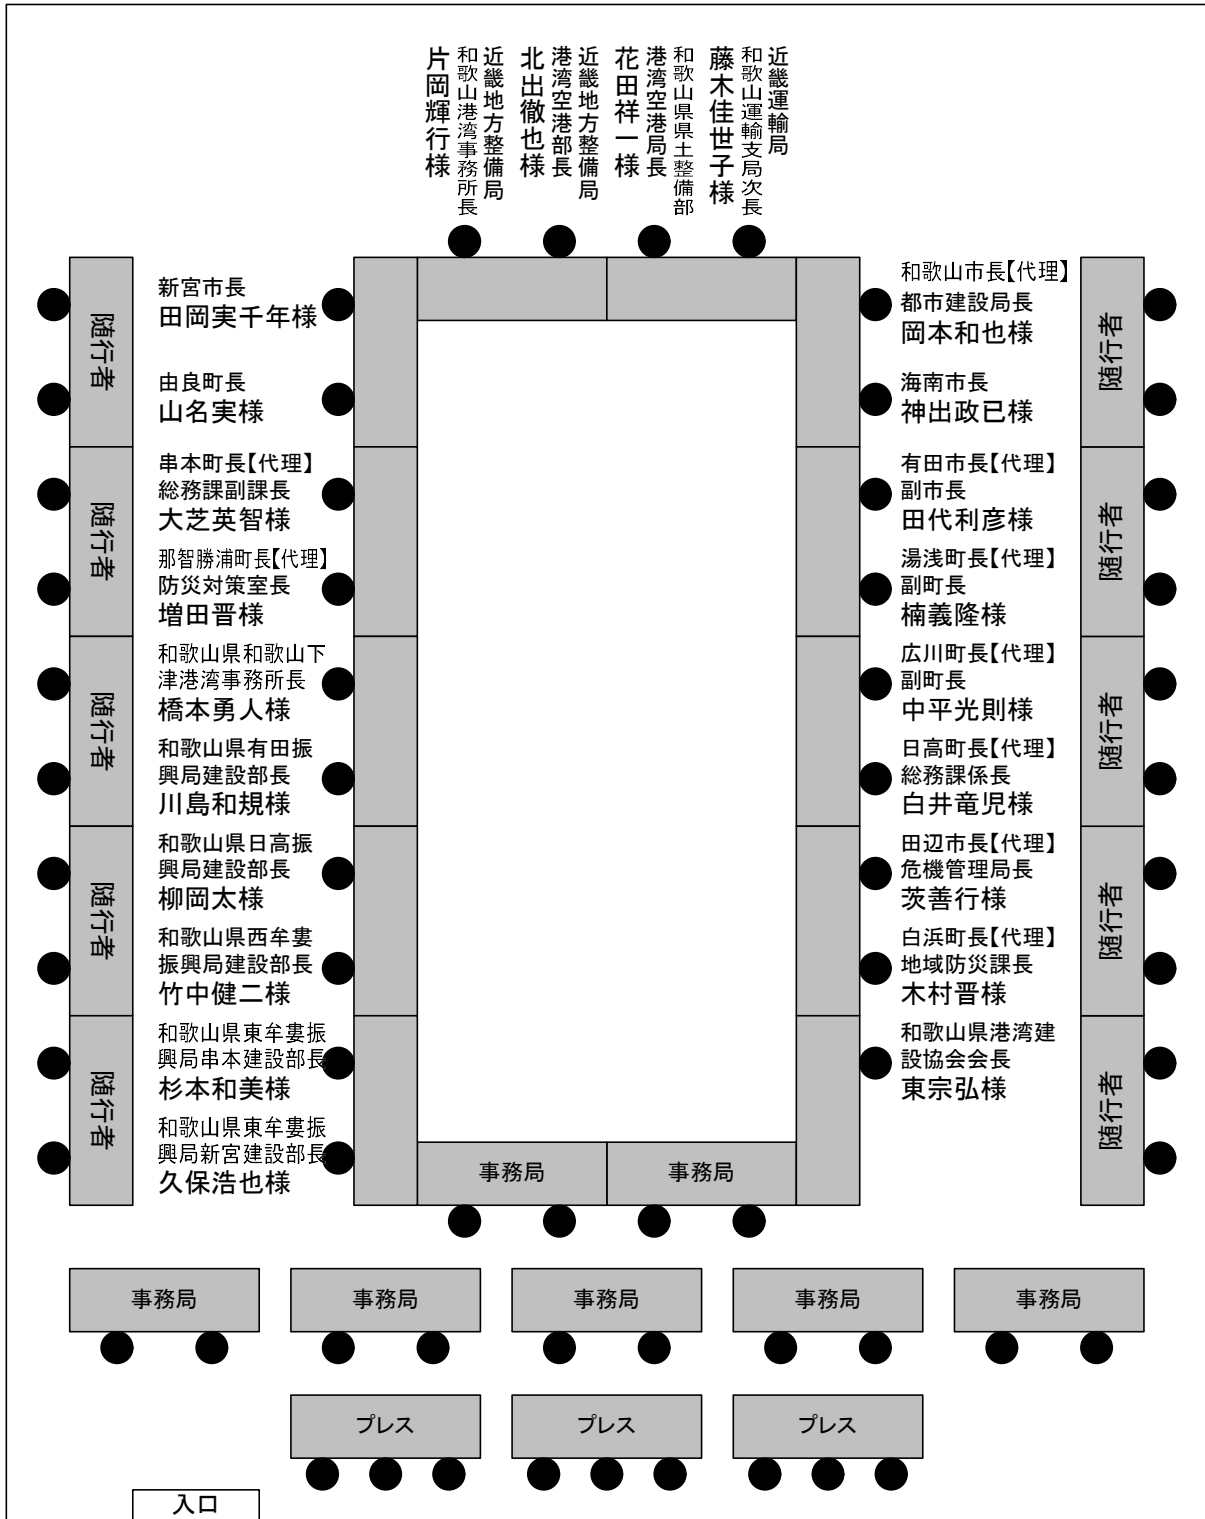 近畿運輸局
和歌山運輸支局次長
藤木佳世子様
和歌山県県土整備部
港湾空港局長
花田祥一様
近畿地方整備局
港湾空港部長
北出徹也様
近畿地方整備局
和歌山港湾事務所長
片岡輝行様
随行者
随行者
随行者
随行者
随行者
新宮市長
田岡実千年様
由良町長
山名実様
串本町長【代理】
総務課副課長
大芝英智様
那智勝浦町長【代理】
防災対策室長
増田晋様
和歌山県和歌山下
津港湾事務所長
橋本勇人様
和歌山県有田振
興局建設部長
川島和規様
和歌山県日高振
興局建設部長
柳岡太様
和歌山県西牟婁
振興局建設部長
竹中健二様
和歌山県東牟婁振
興局串本建設部長
杉本和美様
和歌山県東牟婁振
興局新宮建設部長
久保浩也様
和歌山市長【代理】
都市建設局長
岡本和也様
海南市長
神出政巳様
有田市長【代理】
副市長
田代利彦様
湯浅町長【代理】
副町長
楠義隆様
広川町長【代理】
副町長
中平光則様
日高町長【代理】
総務課係長
白井竜児様
田辺市長【代理】
危機管理局長
茨善行様
白浜町長【代理】
地域防災課長
木村晋様
和歌山県港湾建
設協会会長
東宗弘様
随行者
随行者
随行者
随行者
随行者
事務局
事務局
事務局
事務局
事務局
事務局
事務局
プレス
プレス
プレス
入口